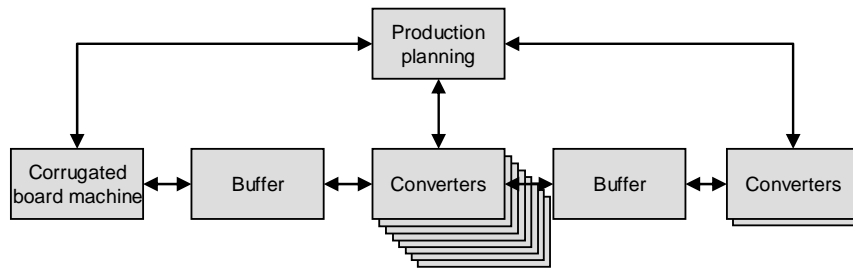 Production
planning
Corrugated
board machine
Buffer
Converters
Buffer
Converters